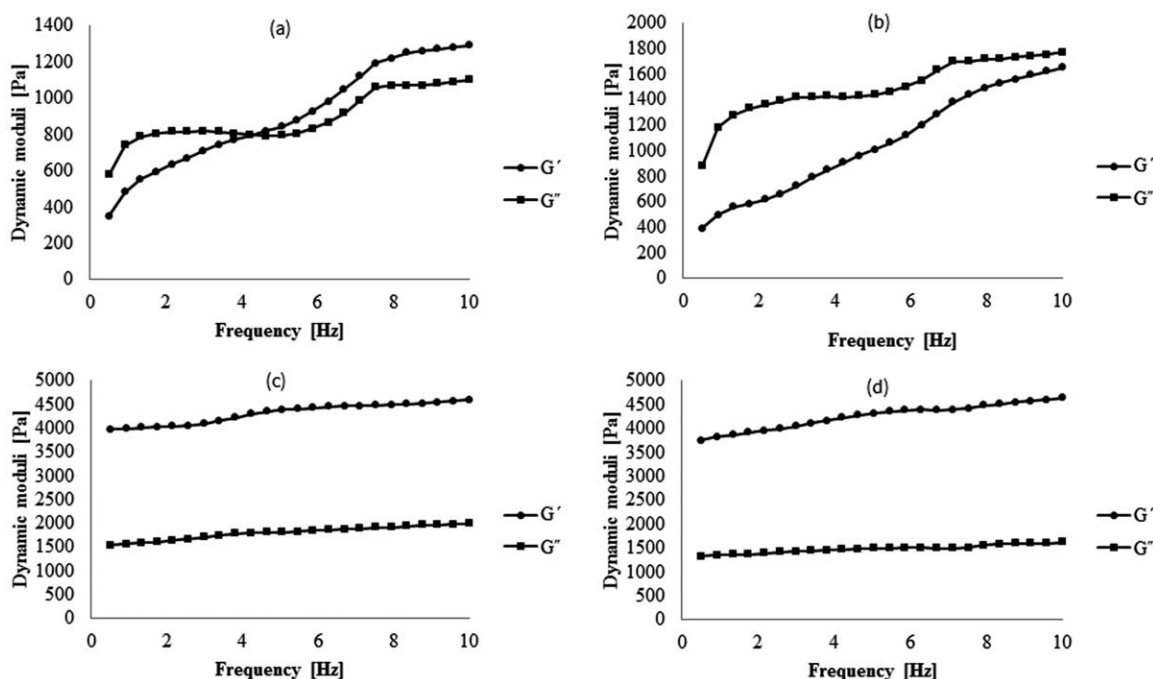 (a)
Dynamic moduli [Pa]
1400
1200
1000
800
600
400
200
0
0 2 4 6 8 10
Frequency [Hz]
G´
G˝
(b)
Dynamic moduli [Pa]
2000
1800
1600
1400
1200
1000
800
600
400
200
0
0 2 4 6 8 10
Frequency [Hz]
G´
G˝
(c)
Dynamic moduli [Pa]
5000
4500
4000
3500
3000
2500
2000
1500
1000
500
0
0 2 4 6 8 10
Frequency [Hz]
G´
G˝
(d)
Dynamic moduli [Pa]
5000
4500
4000
3500
3000
2500
2000
1500
1000
500
0
0 2 4 6 8 10
Frequency [Hz]
G´
G˝